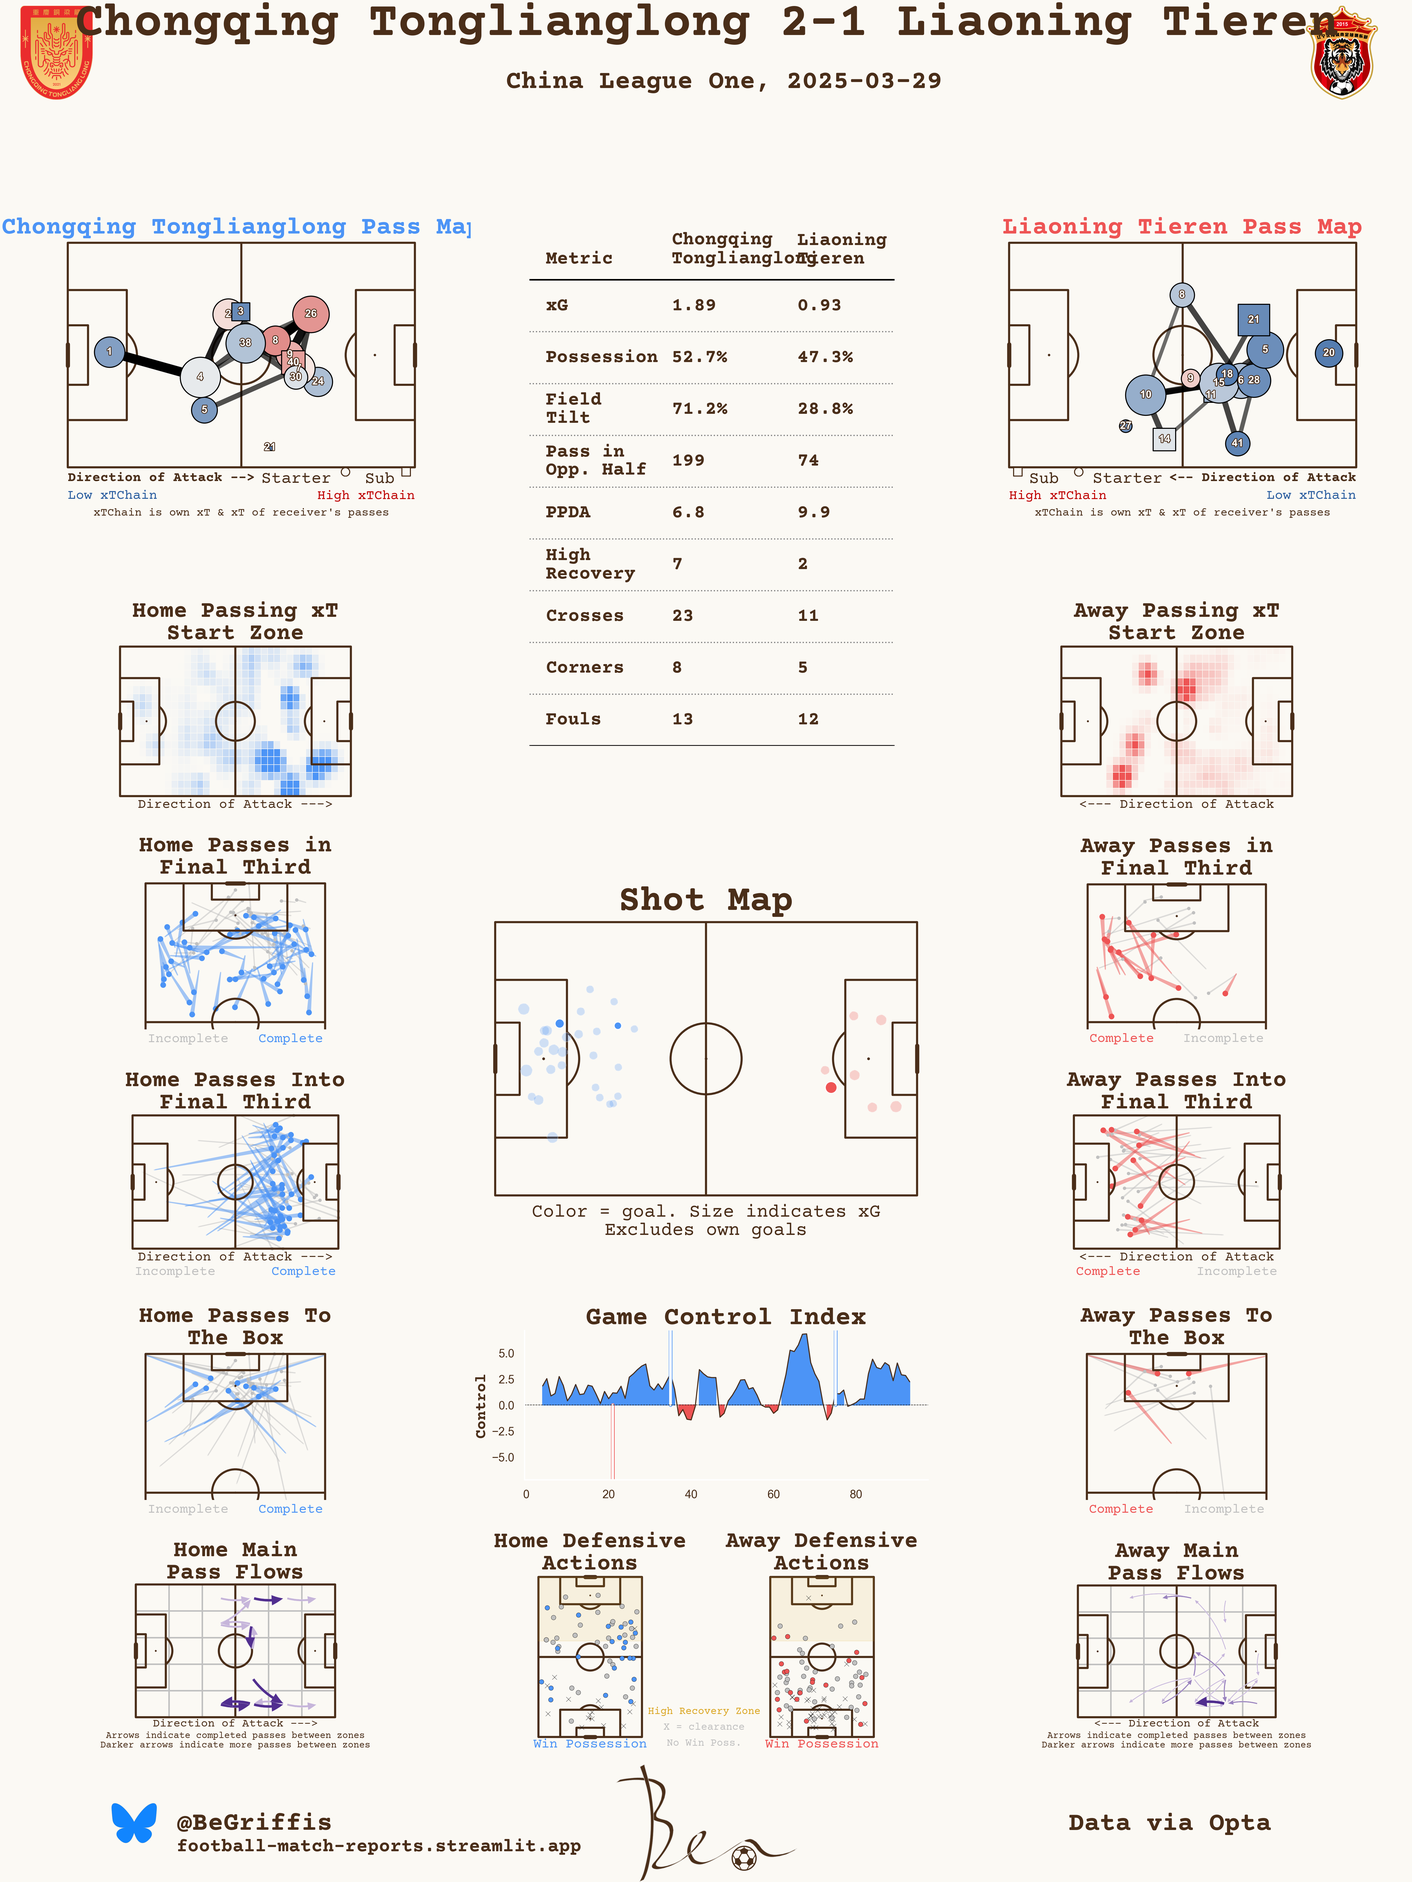 Chongqing Tonglianglong 2-1 Liaoning Tieren
China League One, 2025-03-29
CHONGQING TONGLIANGLONG
2015
Chongqing Tonglianglong Pass Map
1
4
5
3
38
8
26
9
40
7
30
24
21
Direction of Attack --> Starter Sub
Low xTChain High xTChain
xTChain is own xT & xT of receiver's passes
Metric Chongqing Tonglianglong Liaoning Tieren
xG 1.89 0.93
Possession 52.7% 47.3%
Field Tilt 71.2% 28.8%
Pass in Opp. Half 199 74
PPDA 6.8 9.9
High Recovery 7 2
Crosses 23 11
Corners 8 5
Fouls 13 12
Liaoning Tieren Pass Map
8
21
5
20
9
18
15
6
28
10
11
27
14
41
Sub Starter <-- Direction of Attack
High xTChain Low xTChain
xTChain is own xT & xT of receiver's passes
Home Passing xT
Start Zone
Direction of Attack --->
Away Passing xT
Start Zone
<--- Direction of Attack
Home Passes in
Final Third
Incomplete Complete
Away Passes in
Final Third
Complete Incomplete
Shot Map
Color = goal. Size indicates xG
Excludes own goals
Home Passes Into
Final Third
Direction of Attack --->
Incomplete Complete
Away Passes Into
Final Third
<--- Direction of Attack
Complete Incomplete
Home Passes To
The Box
Incomplete Complete
Game Control Index
Control
5.0
2.5
0.0
−2.5
−5.0
0 20 40 60 80
Away Passes To
The Box
Complete Incomplete
Home Main
Pass Flows
Direction of Attack --->
Arrows indicate completed passes between zones
Darker arrows indicate more passes between zones
Home Defensive
Actions
Win Possession
High Recovery Zone
X = clearance
No Win Poss.
Away Defensive
Actions
Win Possession
Away Main
Pass Flows
<--- Direction of Attack
Arrows indicate completed passes between zones
Darker arrows indicate more passes between zones
@BeGriffis
football-match-reports.streamlit.app
Ben
Data via Opta